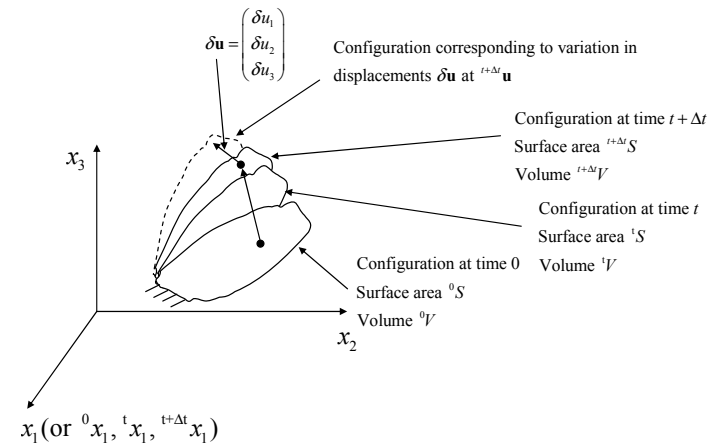 δu = (δu₁
δu₂
δu₃)
Configuration corresponding to variation in
displacements δu at ᵗ⁺Δᵗu
Configuration at time t + Δt
Surface area ᵗ⁺ΔᵗS
Volume ᵗ⁺ΔᵗV
Configuration at time t
Surface area ᵗS
Volume ᵗV
Configuration at time 0
Surface area ⁰S
Volume ⁰V
x₃
x₂
x₁(or ⁰x₁, ᵗx₁, ᵗ⁺Δᵗx₁)